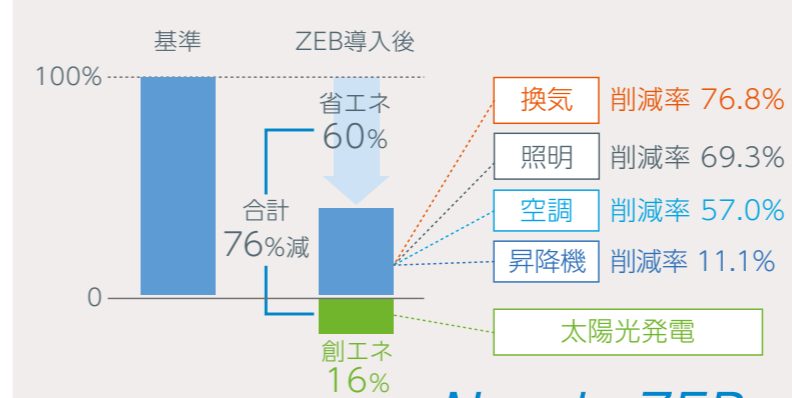 基準
ZEB導入後
100%
省エネ
60%
合計
76%減
0
創エネ
16%
換気 削減率 76.8%
照明 削減率 69.3%
空調 削減率 57.0%
昇降機 削減率 11.1%
太陽光発電